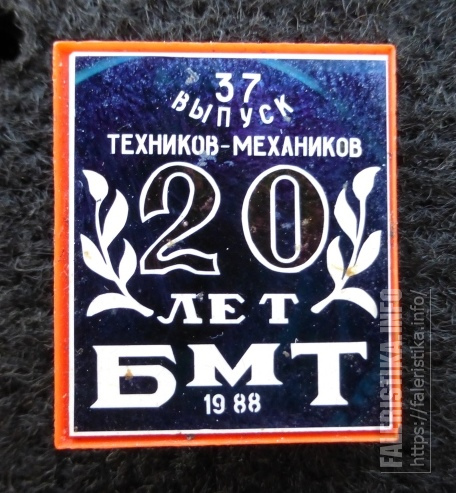 37
ВЫПУСК
ТЕХНИКОВ-МЕХАНИКОВ
20
ЛЕТ
БМТ
1988
FALERISTIKA.INFO
https://faleristika.info/